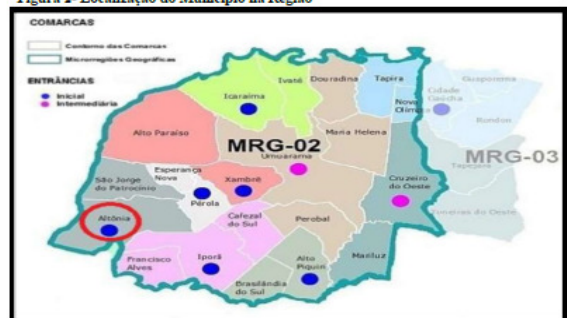 Figura 1- Localização do Município na Região
COMARCAS
Contorno das Comarcas
Microrregiões Geográficas
ENTRÂNCIAS
Inicial
Intermediária
Icaraíma
Ivaté
Douradina
Tapira
Nova
Olímpia
Cidade
Gaúcha
Guaporema
Rondon
Alto Paraíso
MRG-02
Umuarama
Maria Helena
MRG-03
Tapejara
São Jorge
do Patrocínio
Esperança
Nova
Xambrê
Pérola
Cruzeiro
do Oeste
Tuneiras do Oeste
Altônia
Cafezal
do Sul
Perobal
Francisco
Alves
Iporã
Alto
Piquiri
Mariluz
Brasilândia
do Sul